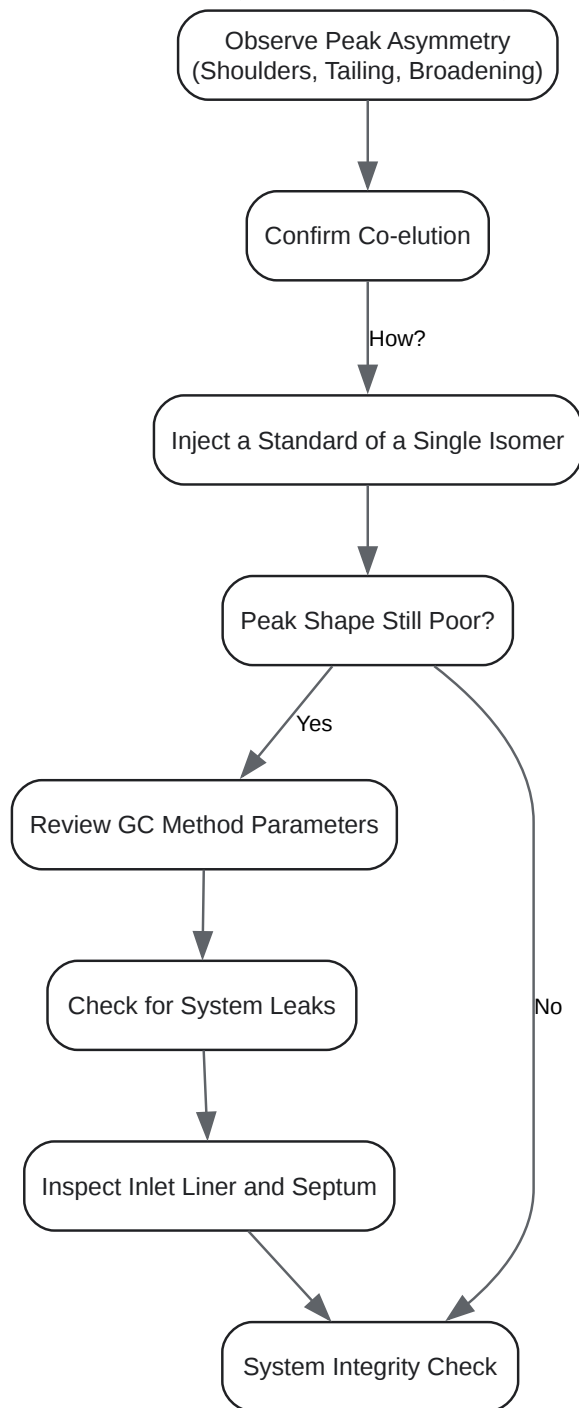 Observe Peak Asymmetry
(Shoulders, Tailing, Broadening)
Confirm Co-elution
How?
Inject a Standard of a Single Isomer
Peak Shape Still Poor?
Yes
Review GC Method Parameters
Check for System Leaks
No
Inspect Inlet Liner and Septum
System Integrity Check